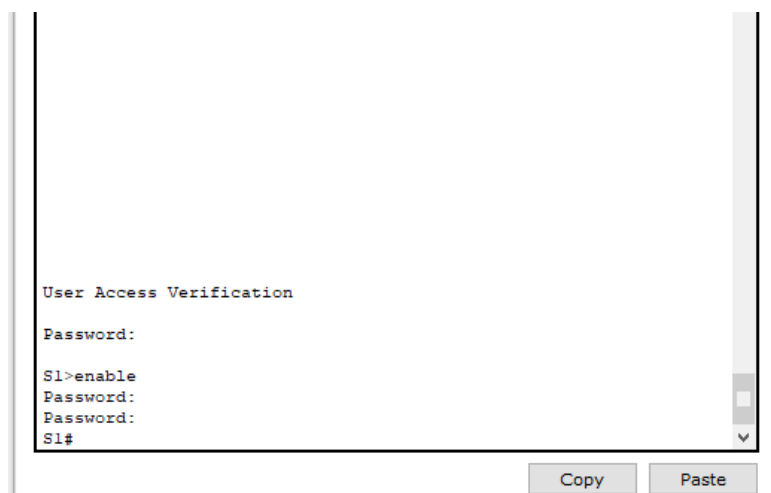 User Access Verification
Password:
S1>enable
Password:
Password:
S1#
Copy Paste